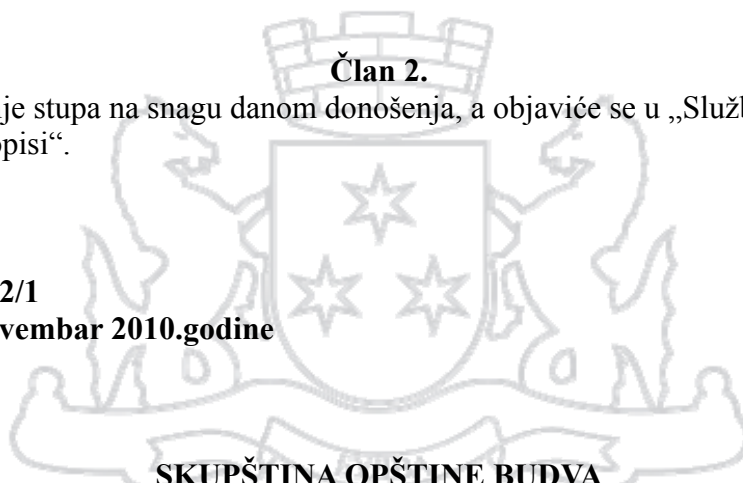 Član 2.
je stupa na snagu danom donošenja, a objaviće se u „Služb
pisi“.
2/1
vembar 2010.godine
SKUPŠTINA OPŠTINE BUDVA